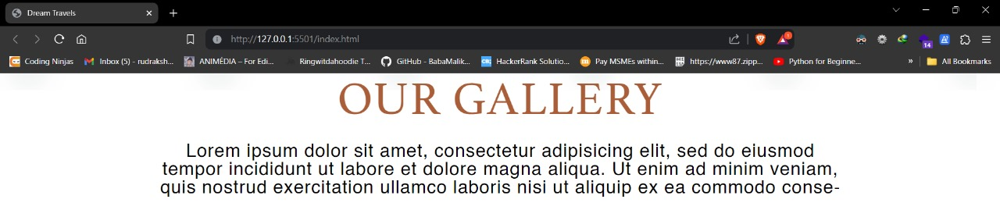 Dream Travels
http://127.0.0.1:5501/index.html
1
14
Coding Ninjas
Inbox (5) - rudraksh...
ANIMÉDIA – For Edi...
Ringwitdahoodie T...
GitHub - BabaMalik...
HackerRank Solutio...
Pay MSMEs within...
https://www87.zipp...
Python for Beginne...
»
All Bookmarks
OUR GALLERY
Lorem ipsum dolor sit amet, consectetur adipisicing elit, sed do eiusmod
tempor incididunt ut labore et dolore magna aliqua. Ut enim ad minim veniam,
quis nostrud exercitation ullamco laboris nisi ut aliquip ex ea commodo conse-